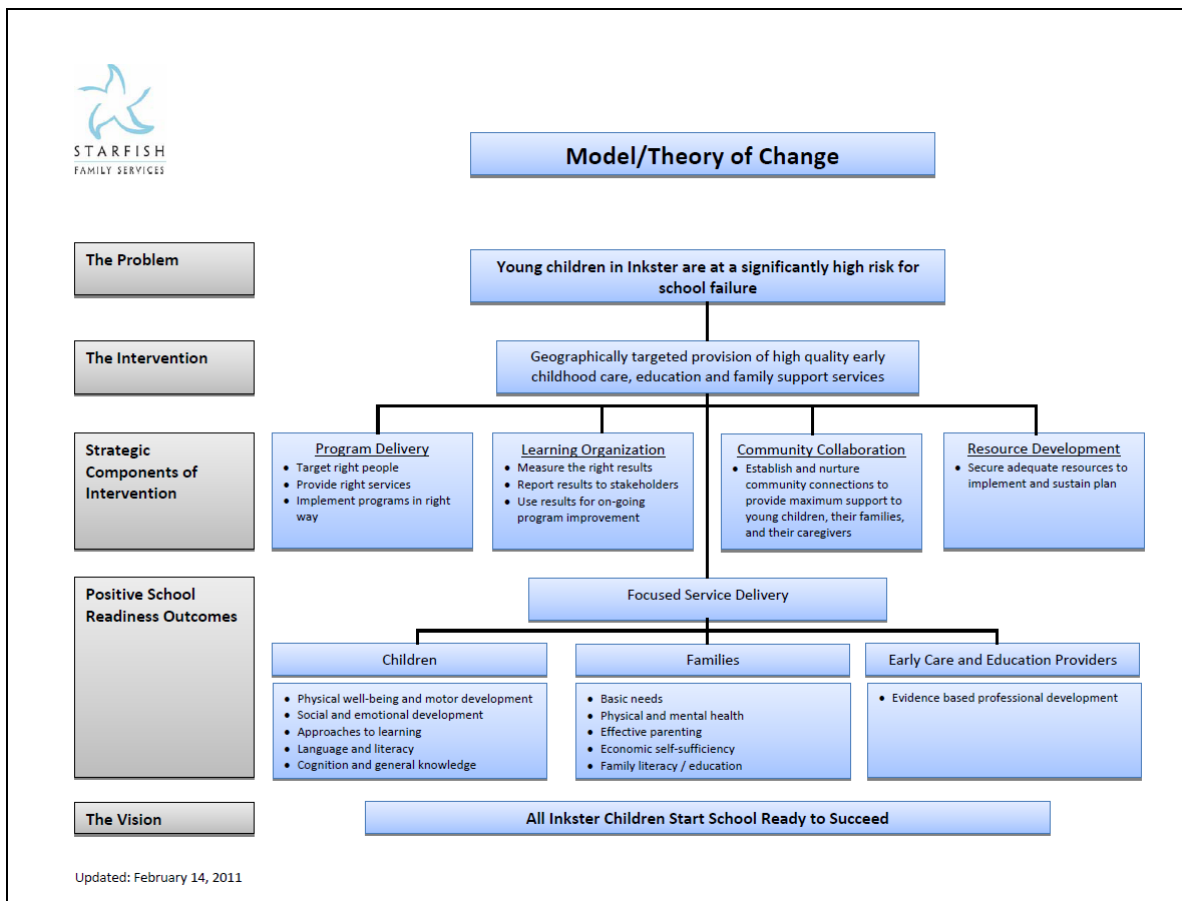 STARFISH
FAMILY SERVICES
Model/Theory of Change
The Problem
Young children in Inkster are at a significantly high risk for
school failure
The Intervention
Geographically targeted provision of high quality early
childhood care, education and family support services
Strategic
Components of
Intervention
Program Delivery
• Target right people
• Provide right services
• Implement programs in right
way
Learning Organization
• Measure the right results
• Report results to stakeholders
• Use results for on-going
program improvement
Community Collaboration
• Establish and nurture
community connections to
provide maximum support to
young children, their families,
and their caregivers
Resource Development
• Secure adequate resources to
implement and sustain plan
Positive School
Readiness Outcomes
Focused Service Delivery
Children
• Physical well-being and motor development
• Social and emotional development
• Approaches to learning
• Language and literacy
• Cognition and general knowledge
Families
• Basic needs
• Physical and mental health
• Effective parenting
• Economic self-sufficiency
• Family literacy / education
Early Care and Education Providers
• Evidence based professional development
The Vision
All Inkster Children Start School Ready to Succeed
Updated: February 14, 2011